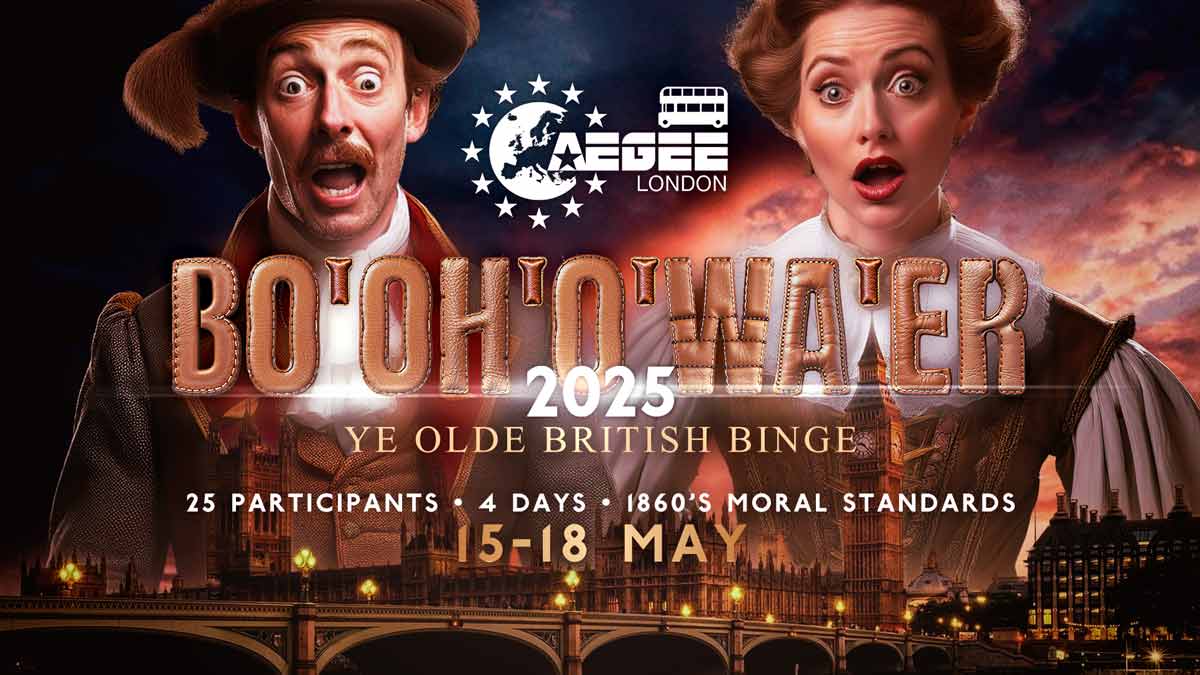 AEGEE
LONDON
BO'OH'O'WA'ER
2025
YE OLDE BRITISH BINGE
25 PARTICIPANTS • 4 DAYS • 1860'S MORAL STANDARDS
15-18 MAY